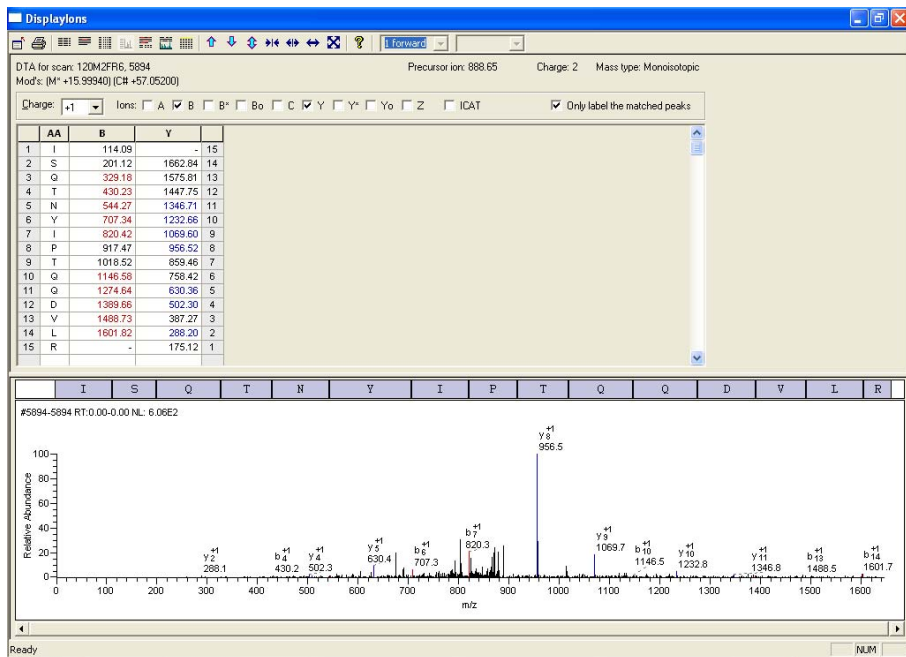 DisplayIons
1 forward
DTA for scan: 120M2FR6, 5894 Precursor ion: 888.65 Charge: 2 Mass type: Monoisotopic
Mod's: (M* +15.99940) (C# +57.05200)
Charge: +1 Ions: A B B* Bo C Y Y* Yo Z ICAT Only label the matched peaks
AA B Y
1 I 114.09 - 15
2 S 201.12 1662.84 14
3 Q 329.18 1575.81 13
4 T 430.23 1447.75 12
5 N 544.27 1346.71 11
6 Y 707.34 1232.66 10
7 I 820.42 1069.60 9
8 P 917.47 956.52 8
9 T 1018.52 859.46 7
10 Q 1146.58 758.42 6
11 Q 1274.64 630.36 5
12 D 1389.66 502.30 4
13 V 1488.73 387.27 3
14 L 1601.82 288.20 2
15 R - 175.12 1
I S Q T N Y I P T Q Q D V L R
#5894-5894 RT:0.00-0.00 NL: 6.06E2
Relative Abundance
100
80
60
40
20
0
y2 +1 288.1
b4 +1 430.2
y4 +1 502.3
y5 +1 630.4
b6 +1 707.3
b7 +1 820.3
y8 +1 956.5
y9 +1 1069.7
b10 +1 1146.5
y10 +1 1232.8
y11 +1 1346.8
b13 +1 1488.5
b14 +1 1601.7
0 100 200 300 400 500 600 700 800 900 1000 1100 1200 1300 1400 1500 1600
m/z
Ready NUM